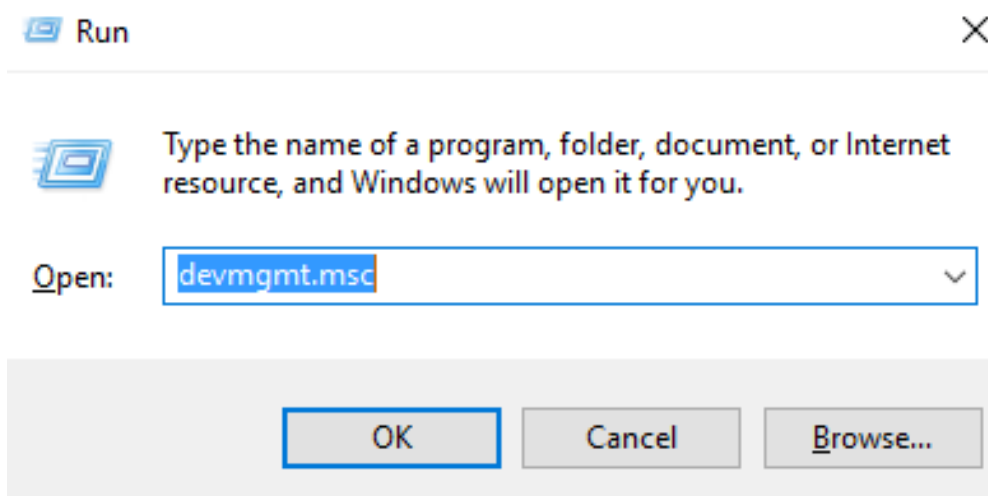 Run
Type the name of a program, folder, document, or Internet
resource, and Windows will open it for you.
Open: devmgmt.msc
OK Cancel Browse...